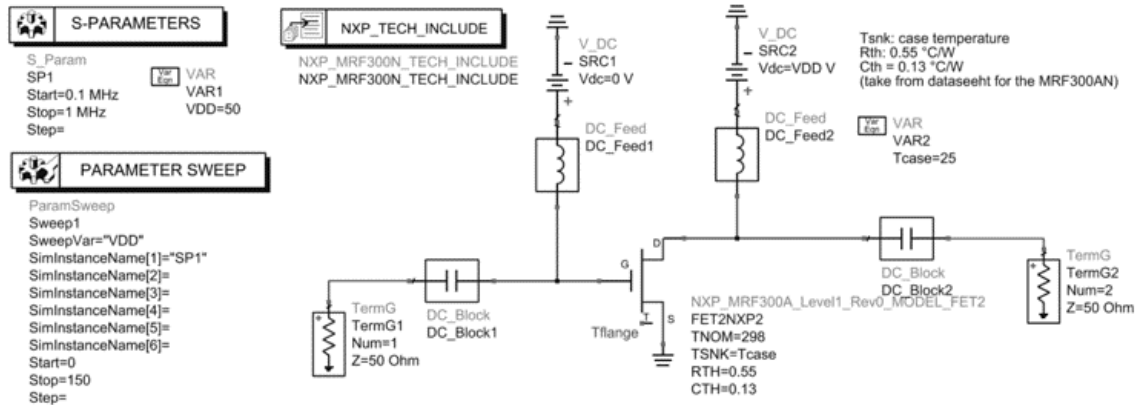 S-PARAMETERS
S_Param
SP1
Start=0.1 MHz
Stop=1 MHz
Step=
Var
Eqn
VAR
VAR1
VDD=50
PARAMETER SWEEP
ParamSweep
Sweep1
SweepVar="VDD"
SimInstanceName[1]="SP1"
SimInstanceName[2]=
SimInstanceName[3]=
SimInstanceName[4]=
SimInstanceName[5]=
SimInstanceName[6]=
Start=0
Stop=150
Step=
NXP_TECH_INCLUDE
NXP_MRF300N_TECH_INCLUDE
NXP_MRF300N_TECH_INCLUDE
V_DC
SRC1
Vdc=0 V
DC_Feed
DC_Feed1
V_DC
SRC2
Vdc=VDD V
DC_Feed
DC_Feed2
Tsnk: case temperature
Rth: 0.55 °C/W
Cth = 0.13 °C/W
(take from dataseeht for the MRF300AN)
Var
Eqn
VAR
VAR2
Tcase=25
TermG
TermG1
Num=1
Z=50 Ohm
DC_Block
DC_Block1
G
D
T
S
Tflange
NXP_MRF300A_Level1_Rev0_MODEL_FET2
FET2NXP2
TNOM=298
TSNK=Tcase
RTH=0.55
CTH=0.13
DC_Block
DC_Block2
TermG
TermG2
Num=2
Z=50 Ohm